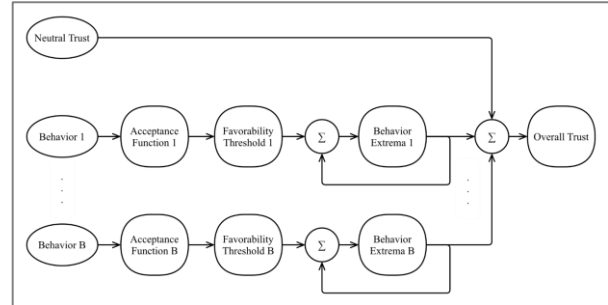 Neutral Trust
Behavior 1
Acceptance
Function 1
Favorability
Threshold 1
Σ
Behavior
Extrema 1
Σ
Overall Trust
Behavior B
Acceptance
Function B
Favorability
Threshold B
Σ
Behavior
Extrema B